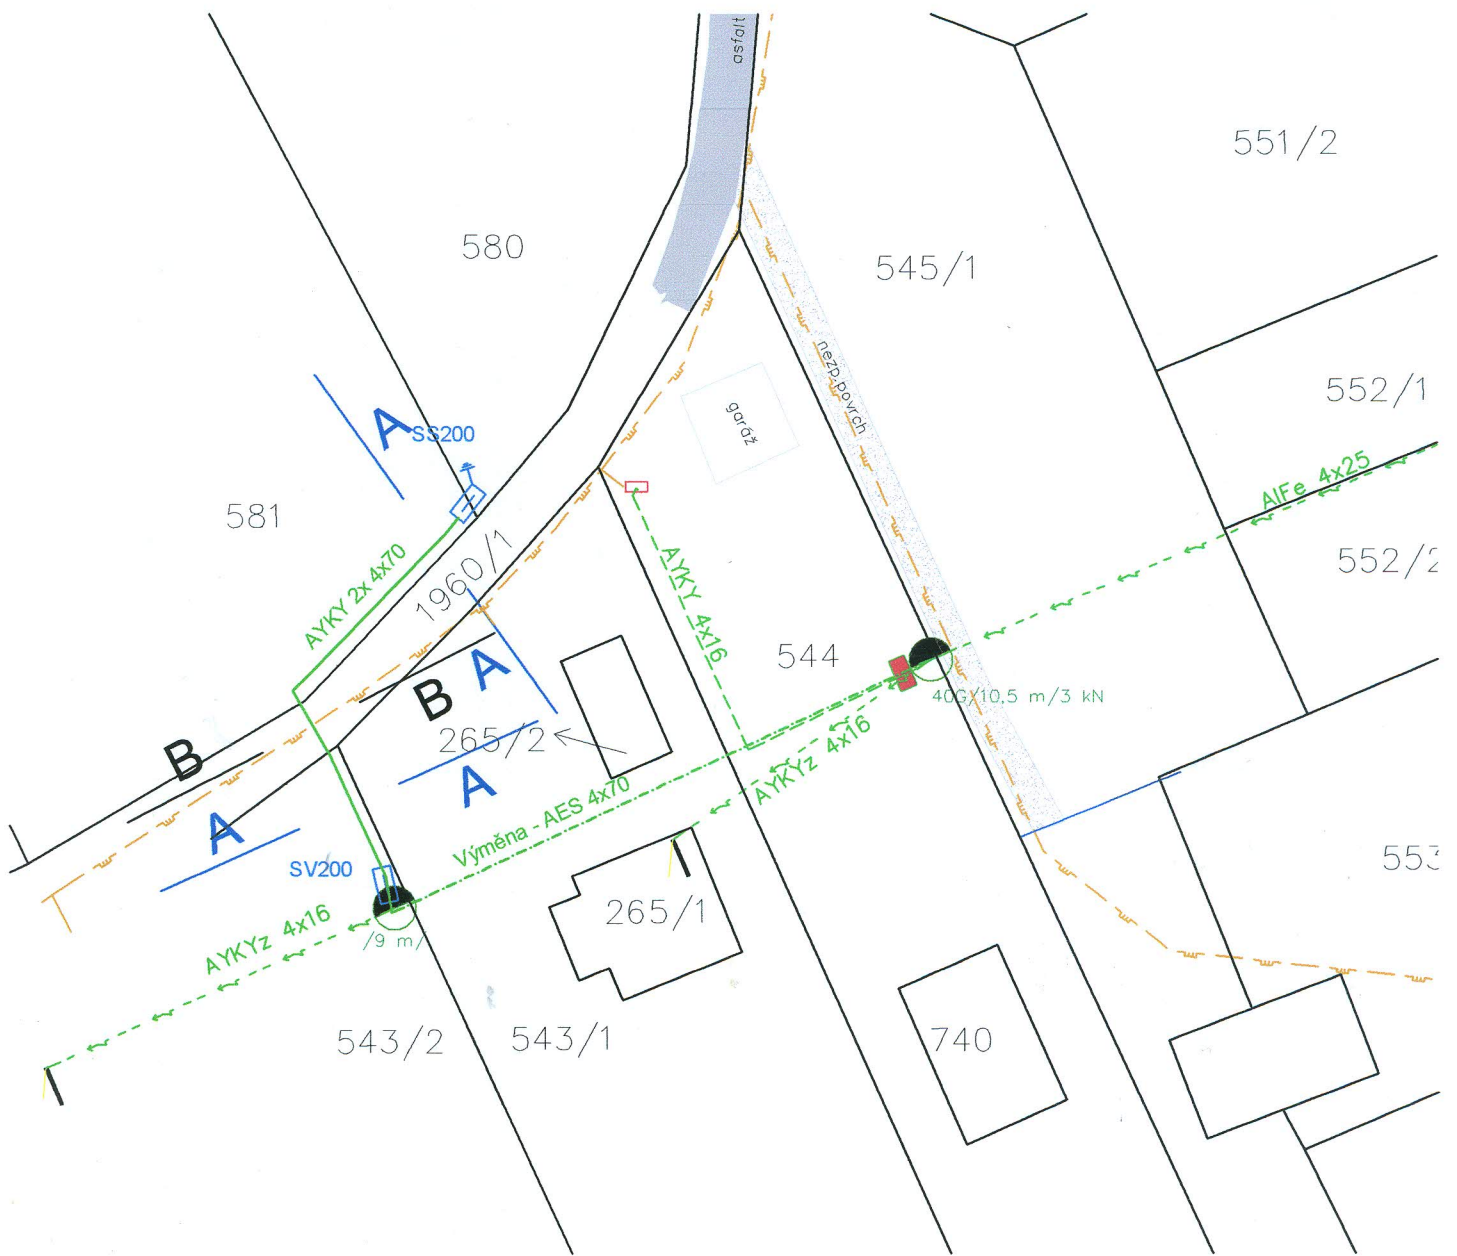 asfalt
551/2
580
545/1
nezp.povrch
552/1
garáž
A
SS200
AlFe 4x25
581
1960/1
AYKY 2x 4x70
AYKY 4x16
552/2
544
A
B
40G/10,5 m/3 kN
265/2
B
A
AYKYz 4x16
Výměna - AES 4x70
A
SV200
553
265/1
AYKYz 4x16
/9 m/
543/2
543/1
740